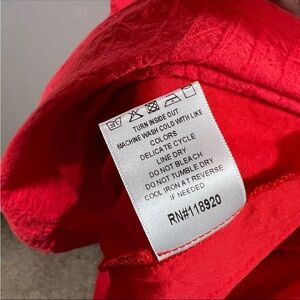 TURN INSIDE OUT
MACHINE WASH COLD WITH LIKE
COLORS
DELICATE CYCLE
LINE DRY
DO NOT BLEACH
DO NOT TUMBLE DRY
COOL IRON AT REVERSE
IF NEEDED
RN#118920